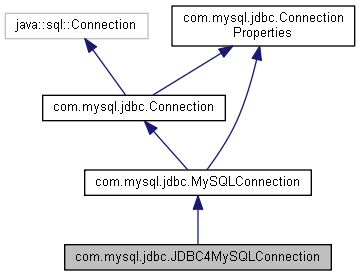 java::sql::Connection
com.mysql.jdbc.Connection
Properties
com.mysql.jdbc.Connection
com.mysql.jdbc.MySQLConnection
com.mysql.jdbc.JDBC4MySQLConnection